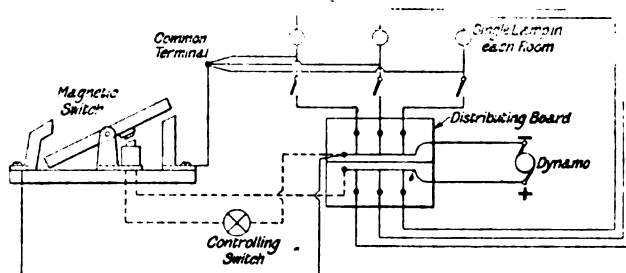 Common
Terminal
Single Lamp in
each Room
Magnetic
Switch
Distributing Board
Dynamo
Controlling
Switch